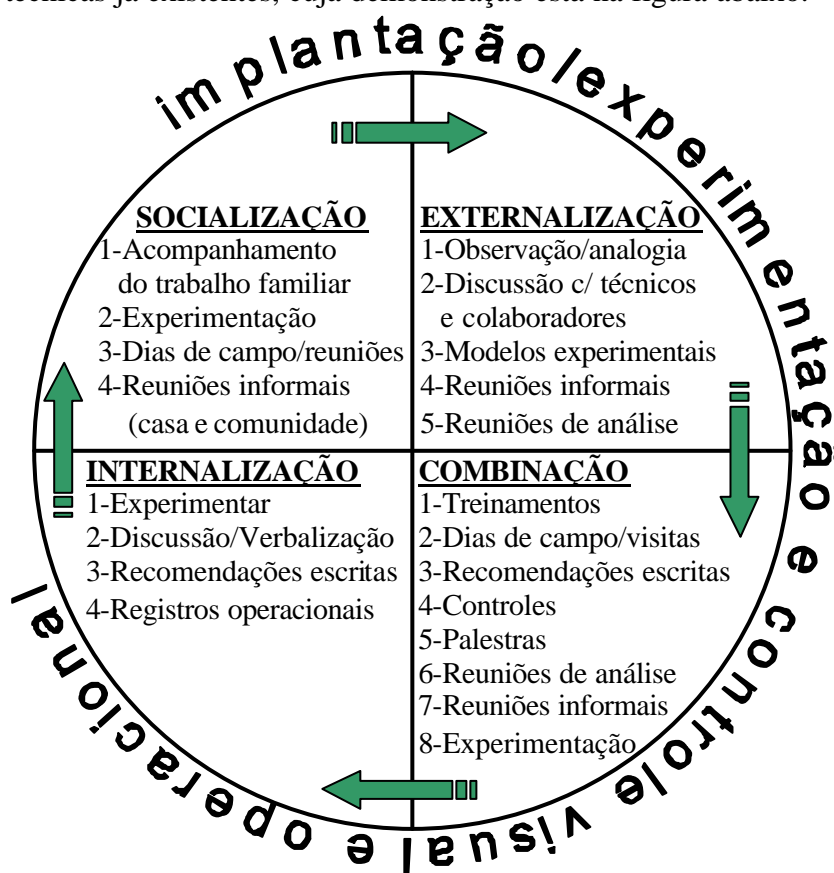 técnicas já existentes, cuja demonstração está na figura abaixo:
implantação/experimentação e controle visual e operacional
SOCIALIZAÇÃO
1-Acompanhamento
do trabalho familiar
2-Experimentação
3-Dias de campo/reuniões
4-Reuniões informais
(casa e comunidade)
EXTERNALIZAÇÃO
1-Observação/analogia
2-Discussão c/ técnicos
e colaboradores
3-Modelos experimentais
4-Reuniões informais
5-Reuniões de análise
INTERNALIZAÇÃO
1-Experimentar
2-Discussão/Verbalização
3-Recomendações escritas
4-Registros operacionais
COMBINAÇÃO
1-Treinamentos
2-Dias de campo/visitas
3-Recomendações escritas
4-Controles
5-Palestras
6-Reuniões de análise
7-Reuniões informais
8-Experimentação